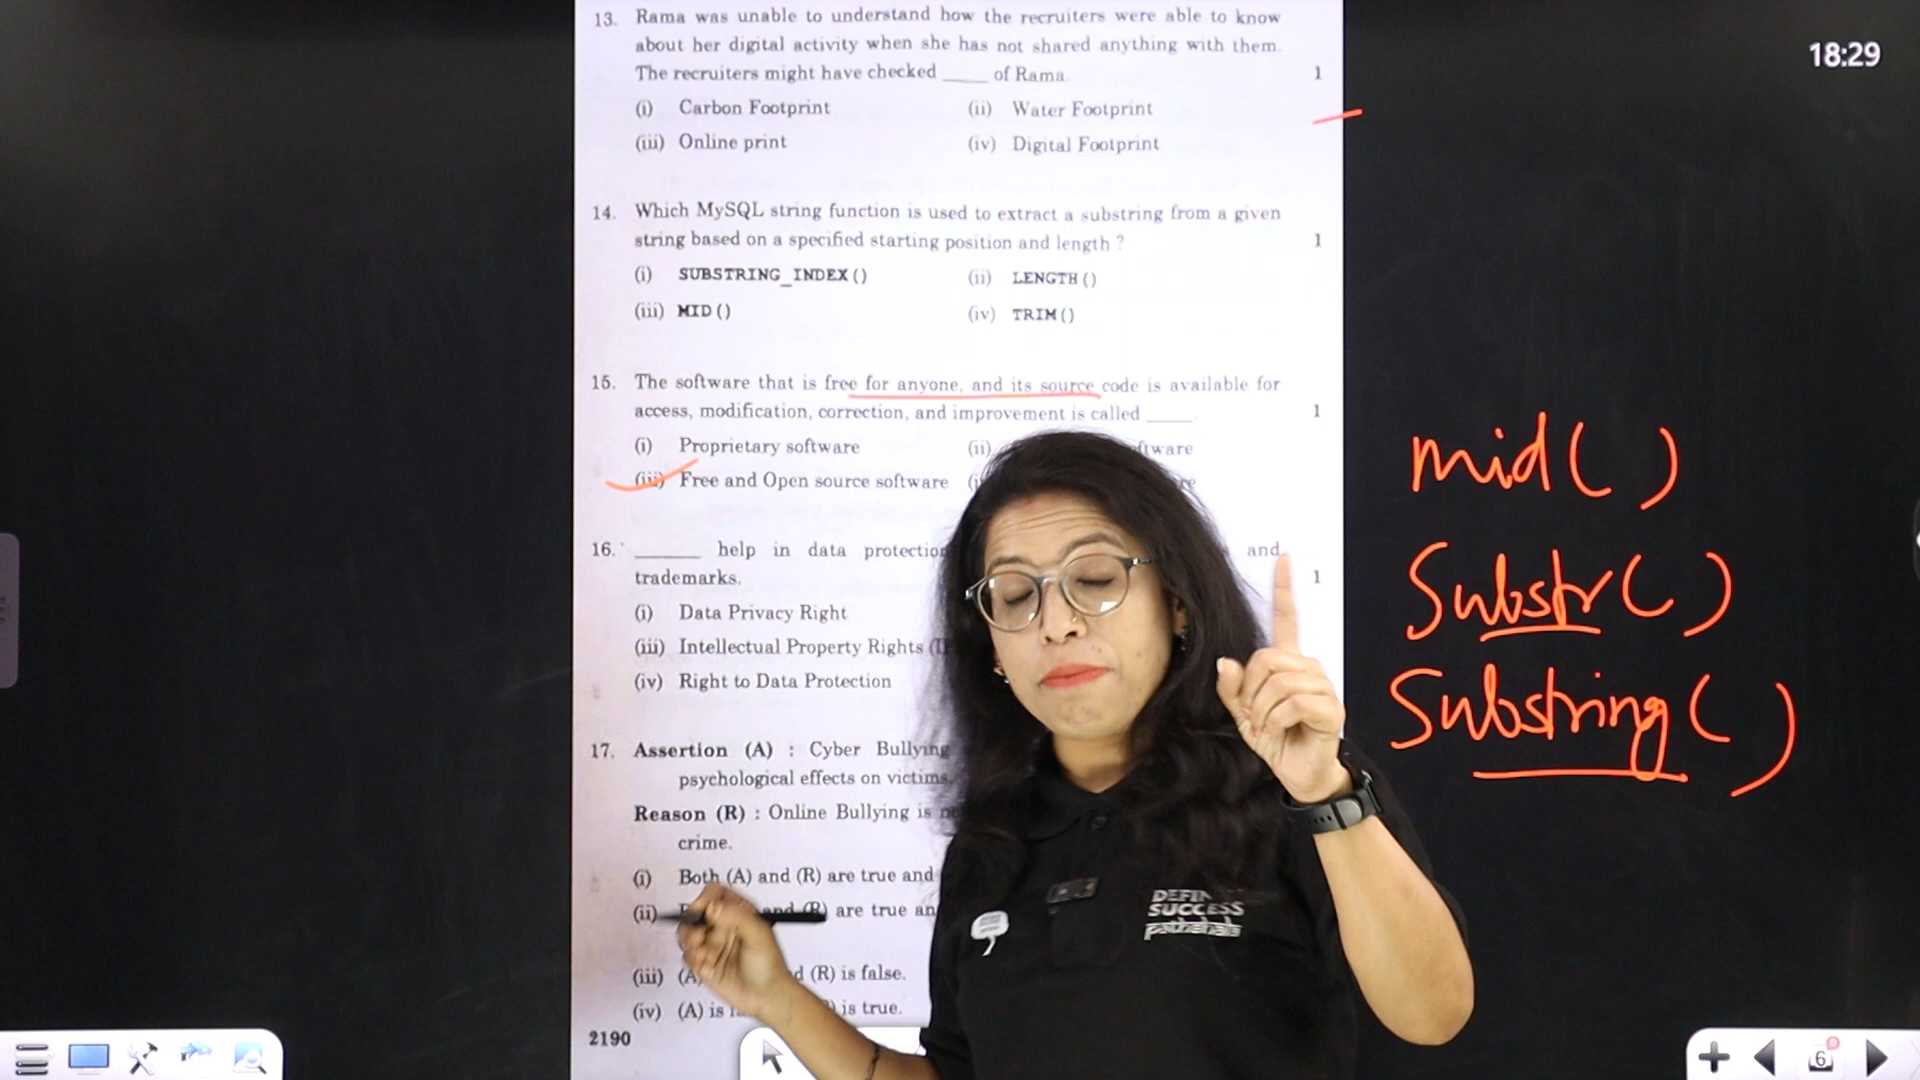 18:29
13. Rama was unable to understand how the recruiters were able to know
about her digital activity when she has not shared anything with them.
The recruiters might have checked _____ of Rama. 1
(i) Carbon Footprint (ii) Water Footprint
(iii) Online print (iv) Digital Footprint
14. Which MySQL string function is used to extract a substring from a given
string based on a specified starting position and length ? 1
(i) SUBSTRING_INDEX() (ii) LENGTH()
(iii) MID() (iv) TRIM()
15. The software that is free for anyone, and its source code is available for
access, modification, correction, and improvement is called _____. 1
(i) Proprietary software (ii)
(iii) Free and Open source software
16. ______ help in data protection and
trademarks. 1
(i) Data Privacy Right
(iii) Intellectual Property Rights
(iv) Right to Data Protection
17. Assertion (A) : Cyber Bullying
psychological effects on victims.
Reason (R) : Online Bullying is
crime.
(i) Both (A) and (R) are true and
(ii) and (R) are true
(iii) (R) is false.
(iv) (A) is is true.
2190
mid( )
Substr( )
Substring( )
SUCCESS
6